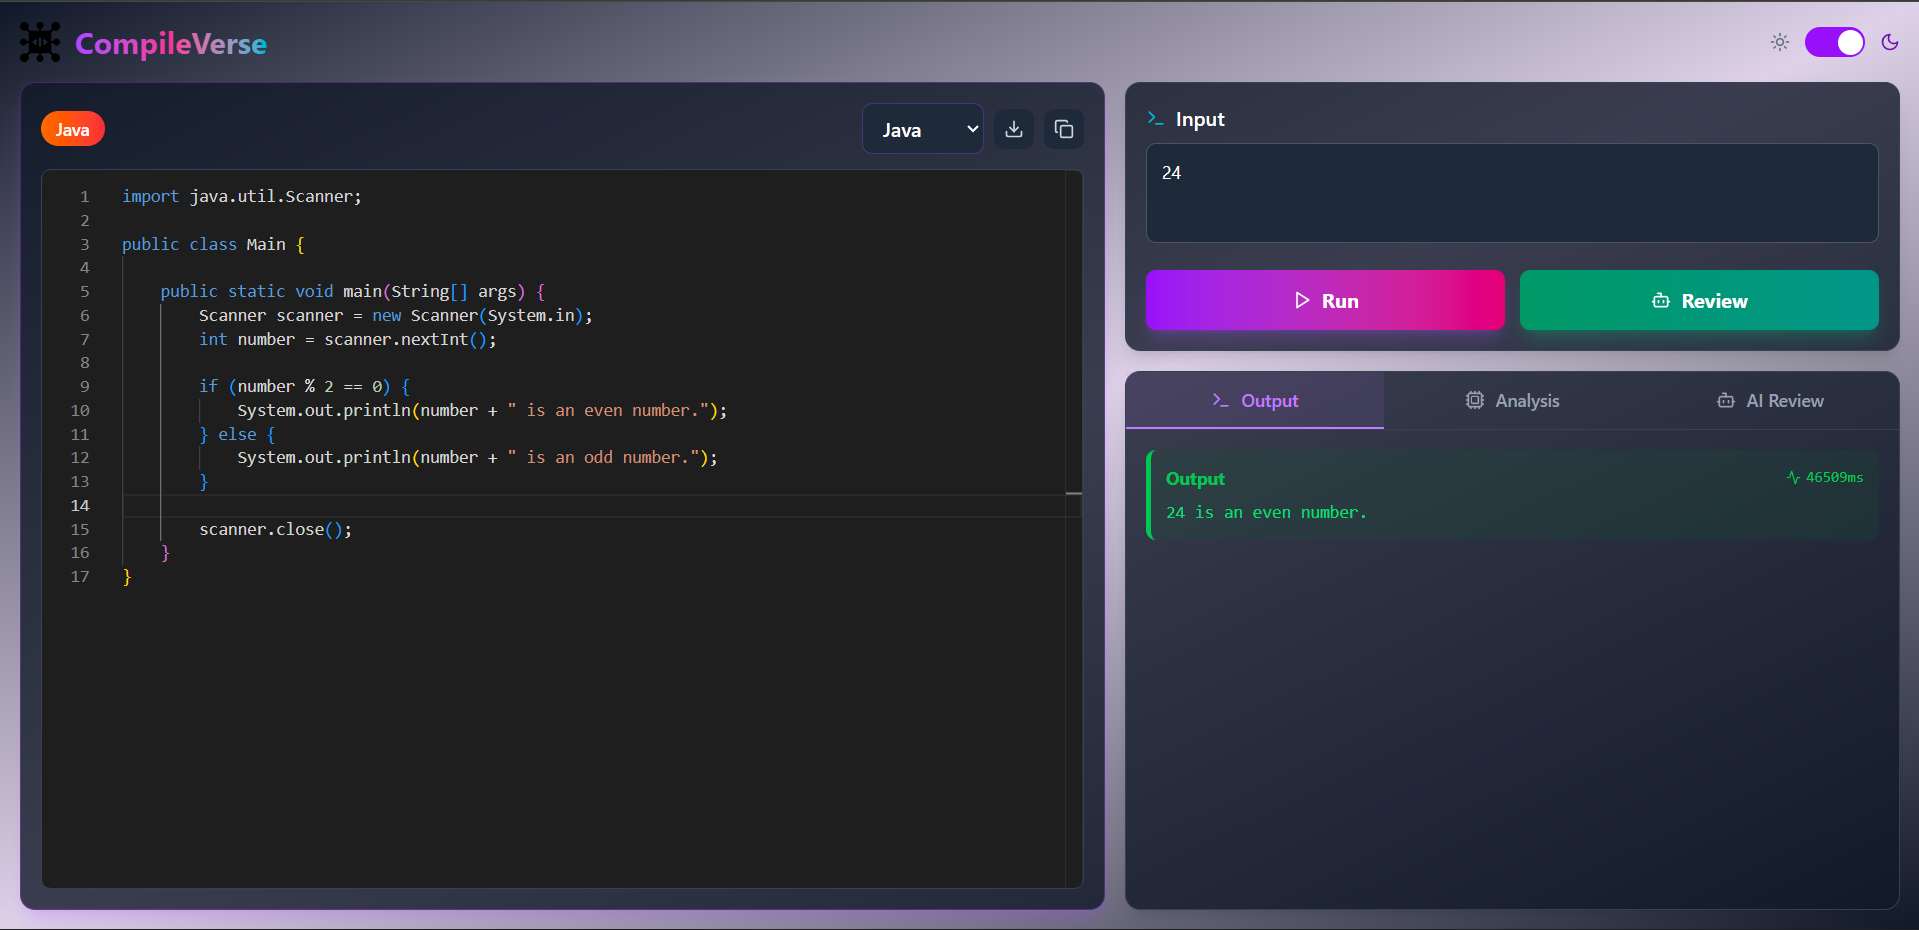 CompileVerse
Java
Java
1 import java.util.Scanner;
2
3 public class Main {
4
5     public static void main(String[] args) {
6         Scanner scanner = new Scanner(System.in);
7         int number = scanner.nextInt();
8
9         if (number % 2 == 0) {
10             System.out.println(number + " is an even number.");
11         } else {
12             System.out.println(number + " is an odd number.");
13         }
14
15         scanner.close();
16     }
17 }
Input
24
Run
Review
Output
Analysis
AI Review
Output
46509ms
24 is an even number.